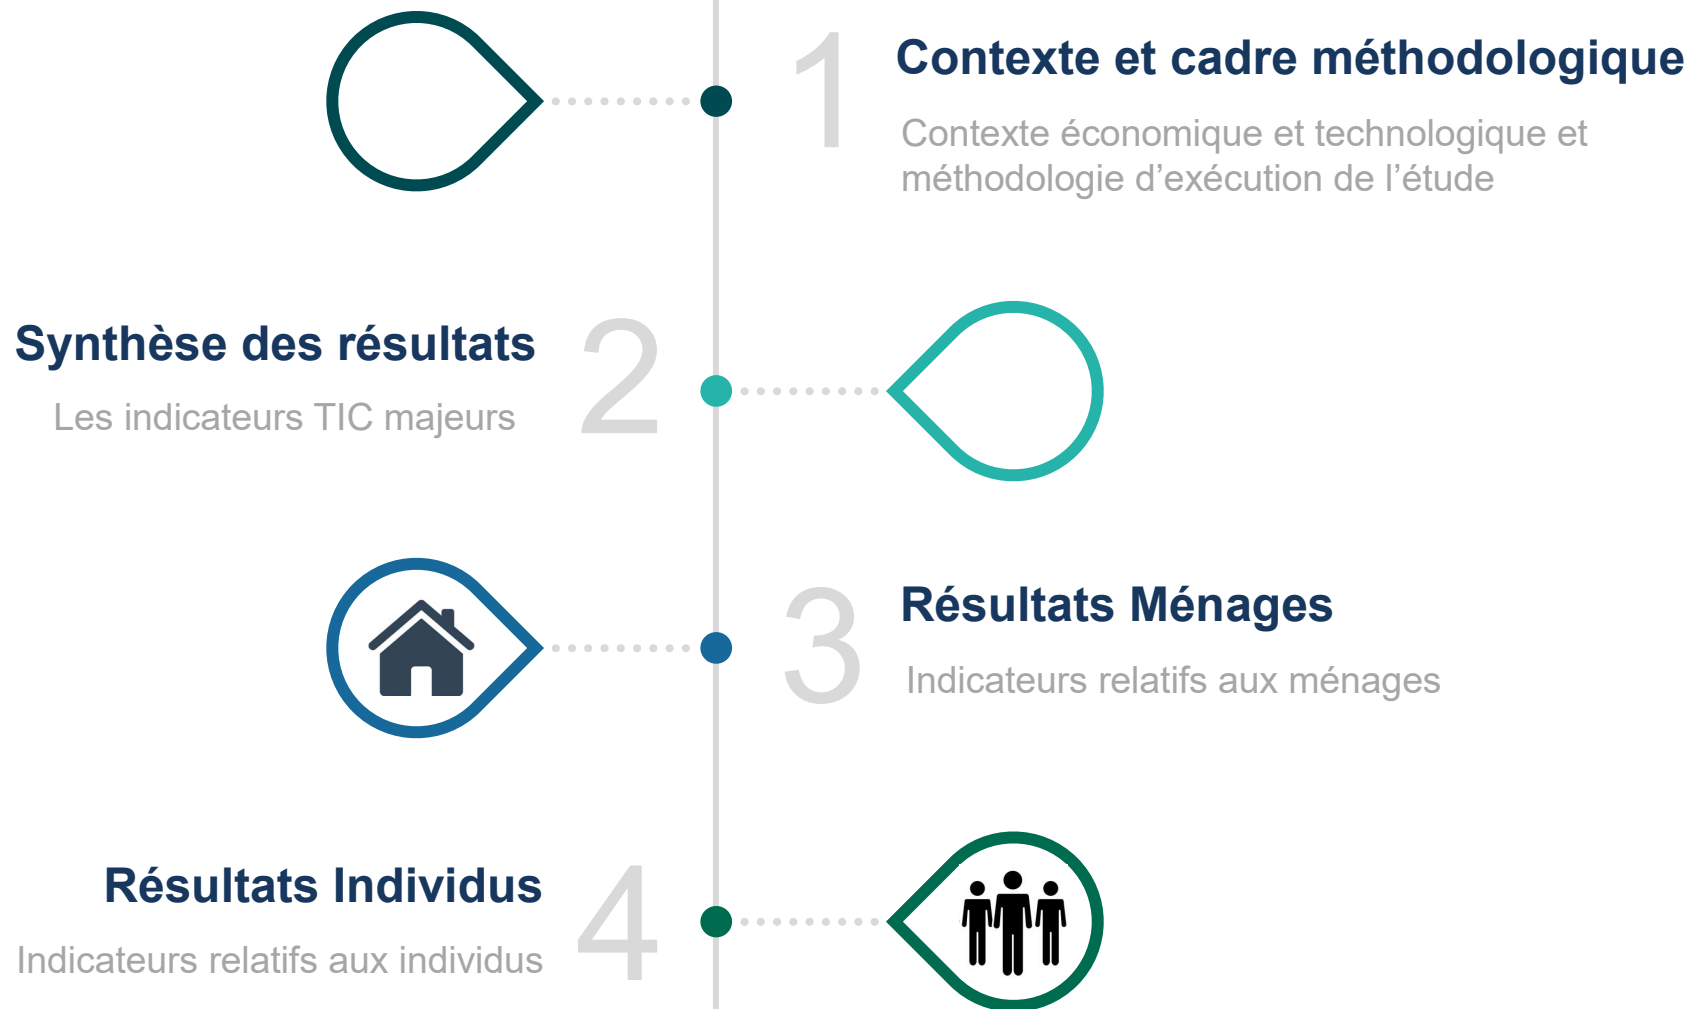 1
Contexte et cadre méthodologique
Contexte économique et technologique et
méthodologie d’exécution de l’étude
Synthèse des résultats
2
Les indicateurs TIC majeurs
3
Résultats Ménages
Indicateurs relatifs aux ménages
Résultats Individus
4
Indicateurs relatifs aux individus